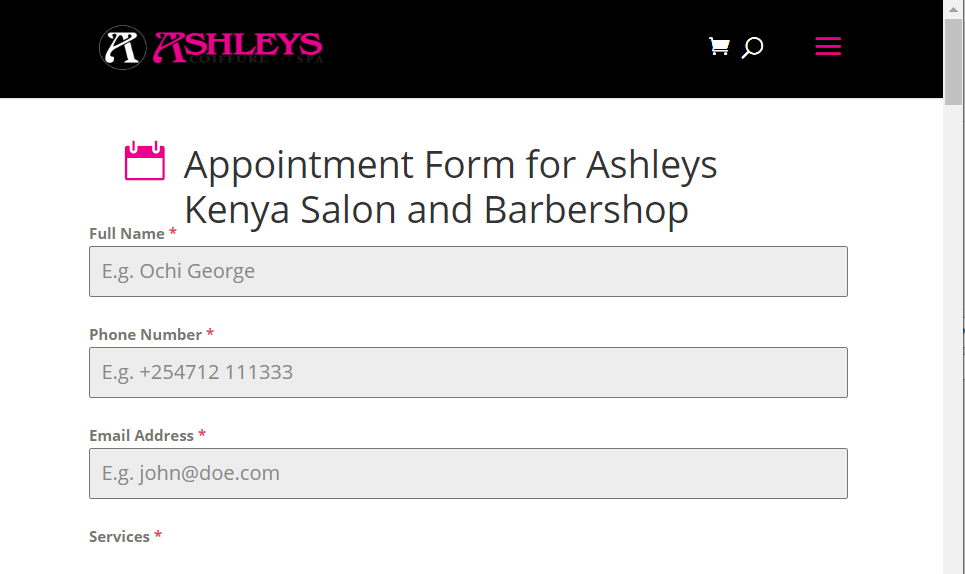 ASHLEYS
COIFFURE SPA
Appointment Form for Ashleys
Kenya Salon and Barbershop
Full Name *
E.g. Ochi George
Phone Number *
E.g. +254712 111333
Email Address *
E.g. john@doe.com
Services *